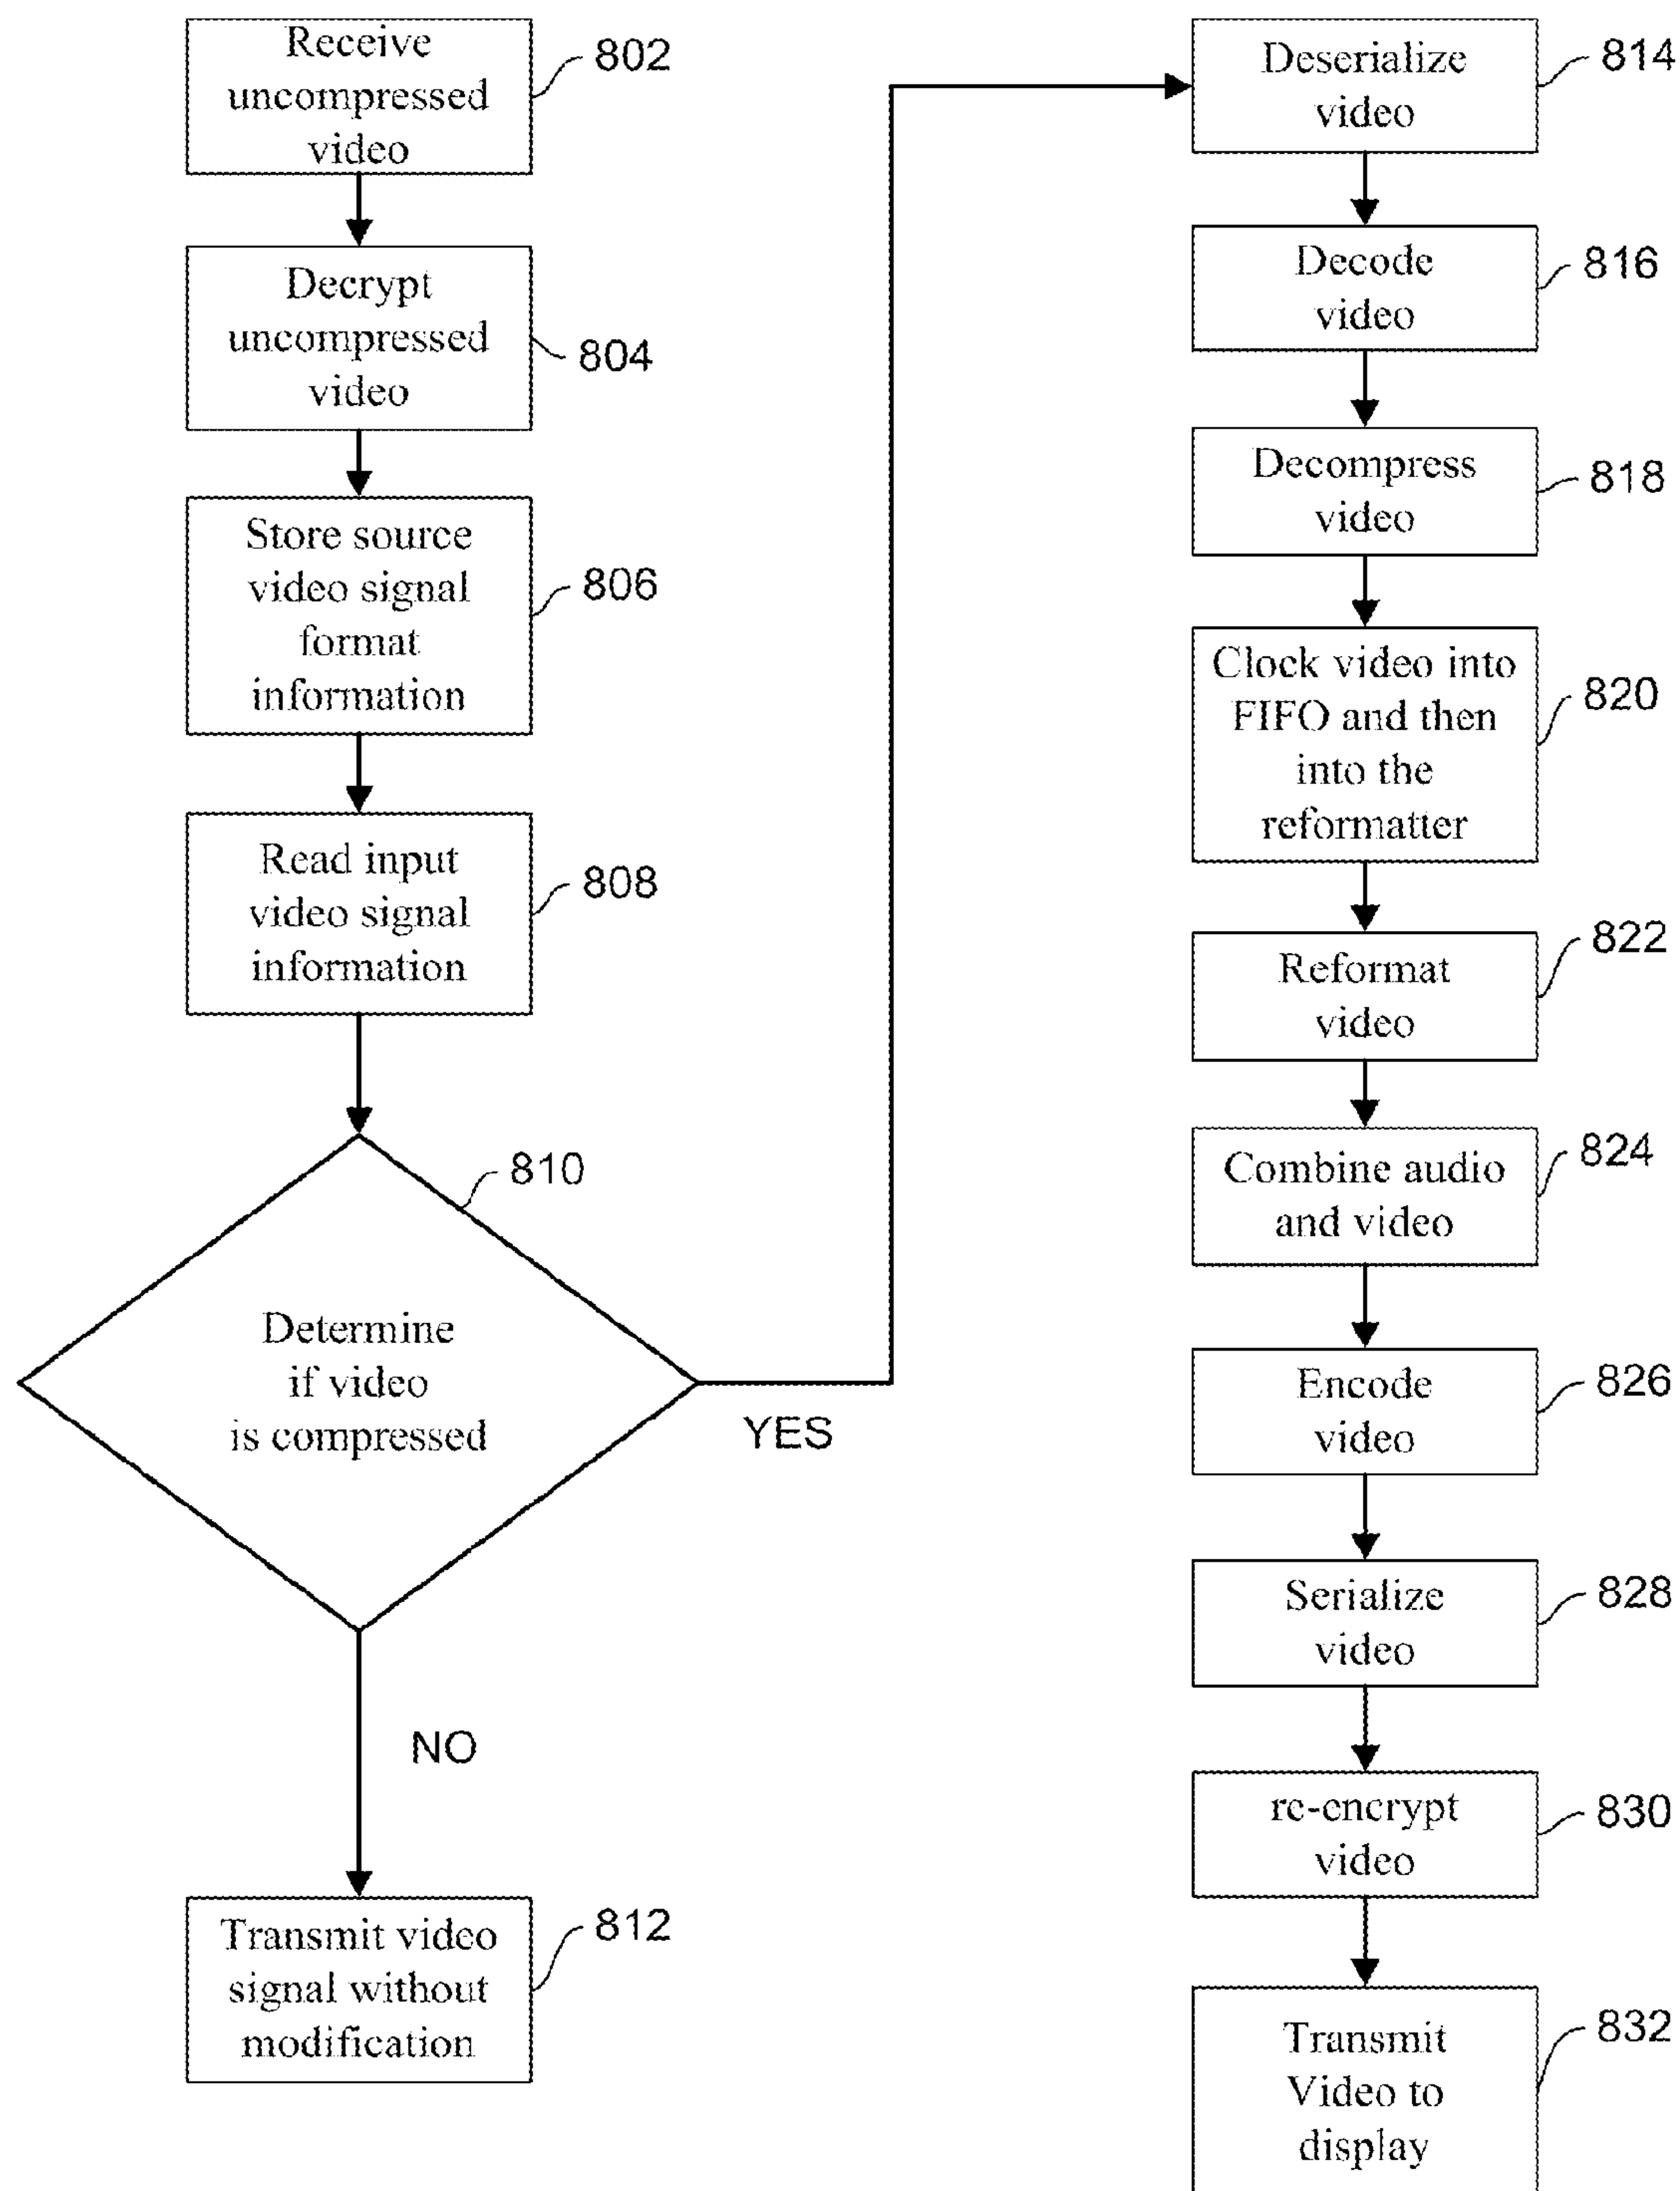 Receive
uncompressed
video
802
Decrypt
uncompressed
video
804
Store source
video signal
format
information
806
Read input
video signal
information
808
810
Determine
if video
is compressed
YES
NO
Transmit video
signal without
modification
812
Deserialize
video
814
Decode
video
816
Decompress
video
818
Clock video into
FIFO and then
into the
reformatter
820
Reformat
video
822
Combine audio
and video
824
Encode
video
826
Serialize
video
828
re-encrypt
video
830
Transmit
Video to
display
832